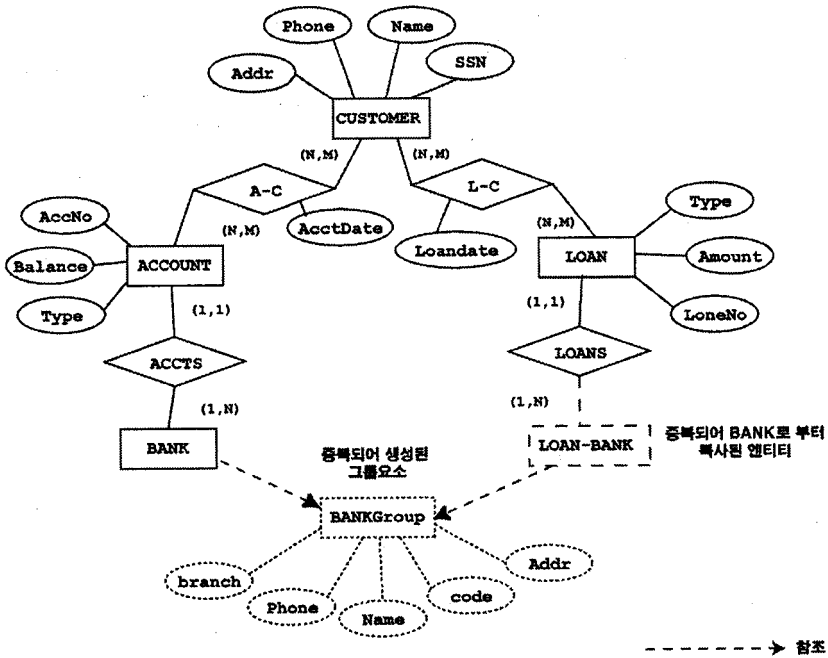 Phone
Name
Addr
SSN
CUSTOMER
(N,M)
(N,M)
A-C
L-C
AccNo
(N,M)
AcctDate
Type
(N,M)
Loandate
Balance
ACCOUNT
LOAN
Amount
Type
(1,1)
(1,1)
LoneNo
ACCTS
LOANS
(1,N)
(1,N)
BANK
중복되어 생성된
그룹요소
LOAN-BANK
중복되어 BANK로 부터
복사된 엔티티
BANKGroup
branch
Phone
Name
code
Addr
참조